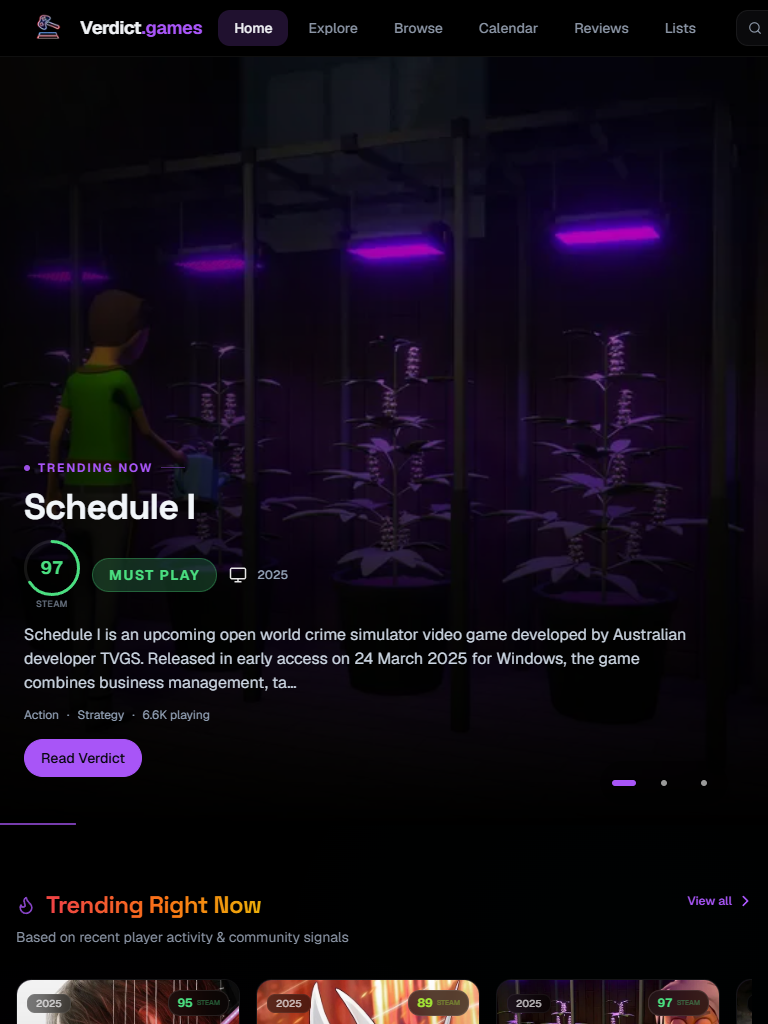 Verdict.games
Home
Explore
Browse
Calendar
Reviews
Lists
TRENDING NOW
Schedule I
97
STEAM
MUST PLAY
2025
Schedule I is an upcoming open world crime simulator video game developed by Australian
developer TVGS. Released in early access on 24 March 2025 for Windows, the game
combines business management, ta...
Action · Strategy · 6.6K playing
Read Verdict
Trending Right Now
View all
Based on recent player activity & community signals
2025
95 STEAM
2025
89 STEAM
2025
97 STEAM